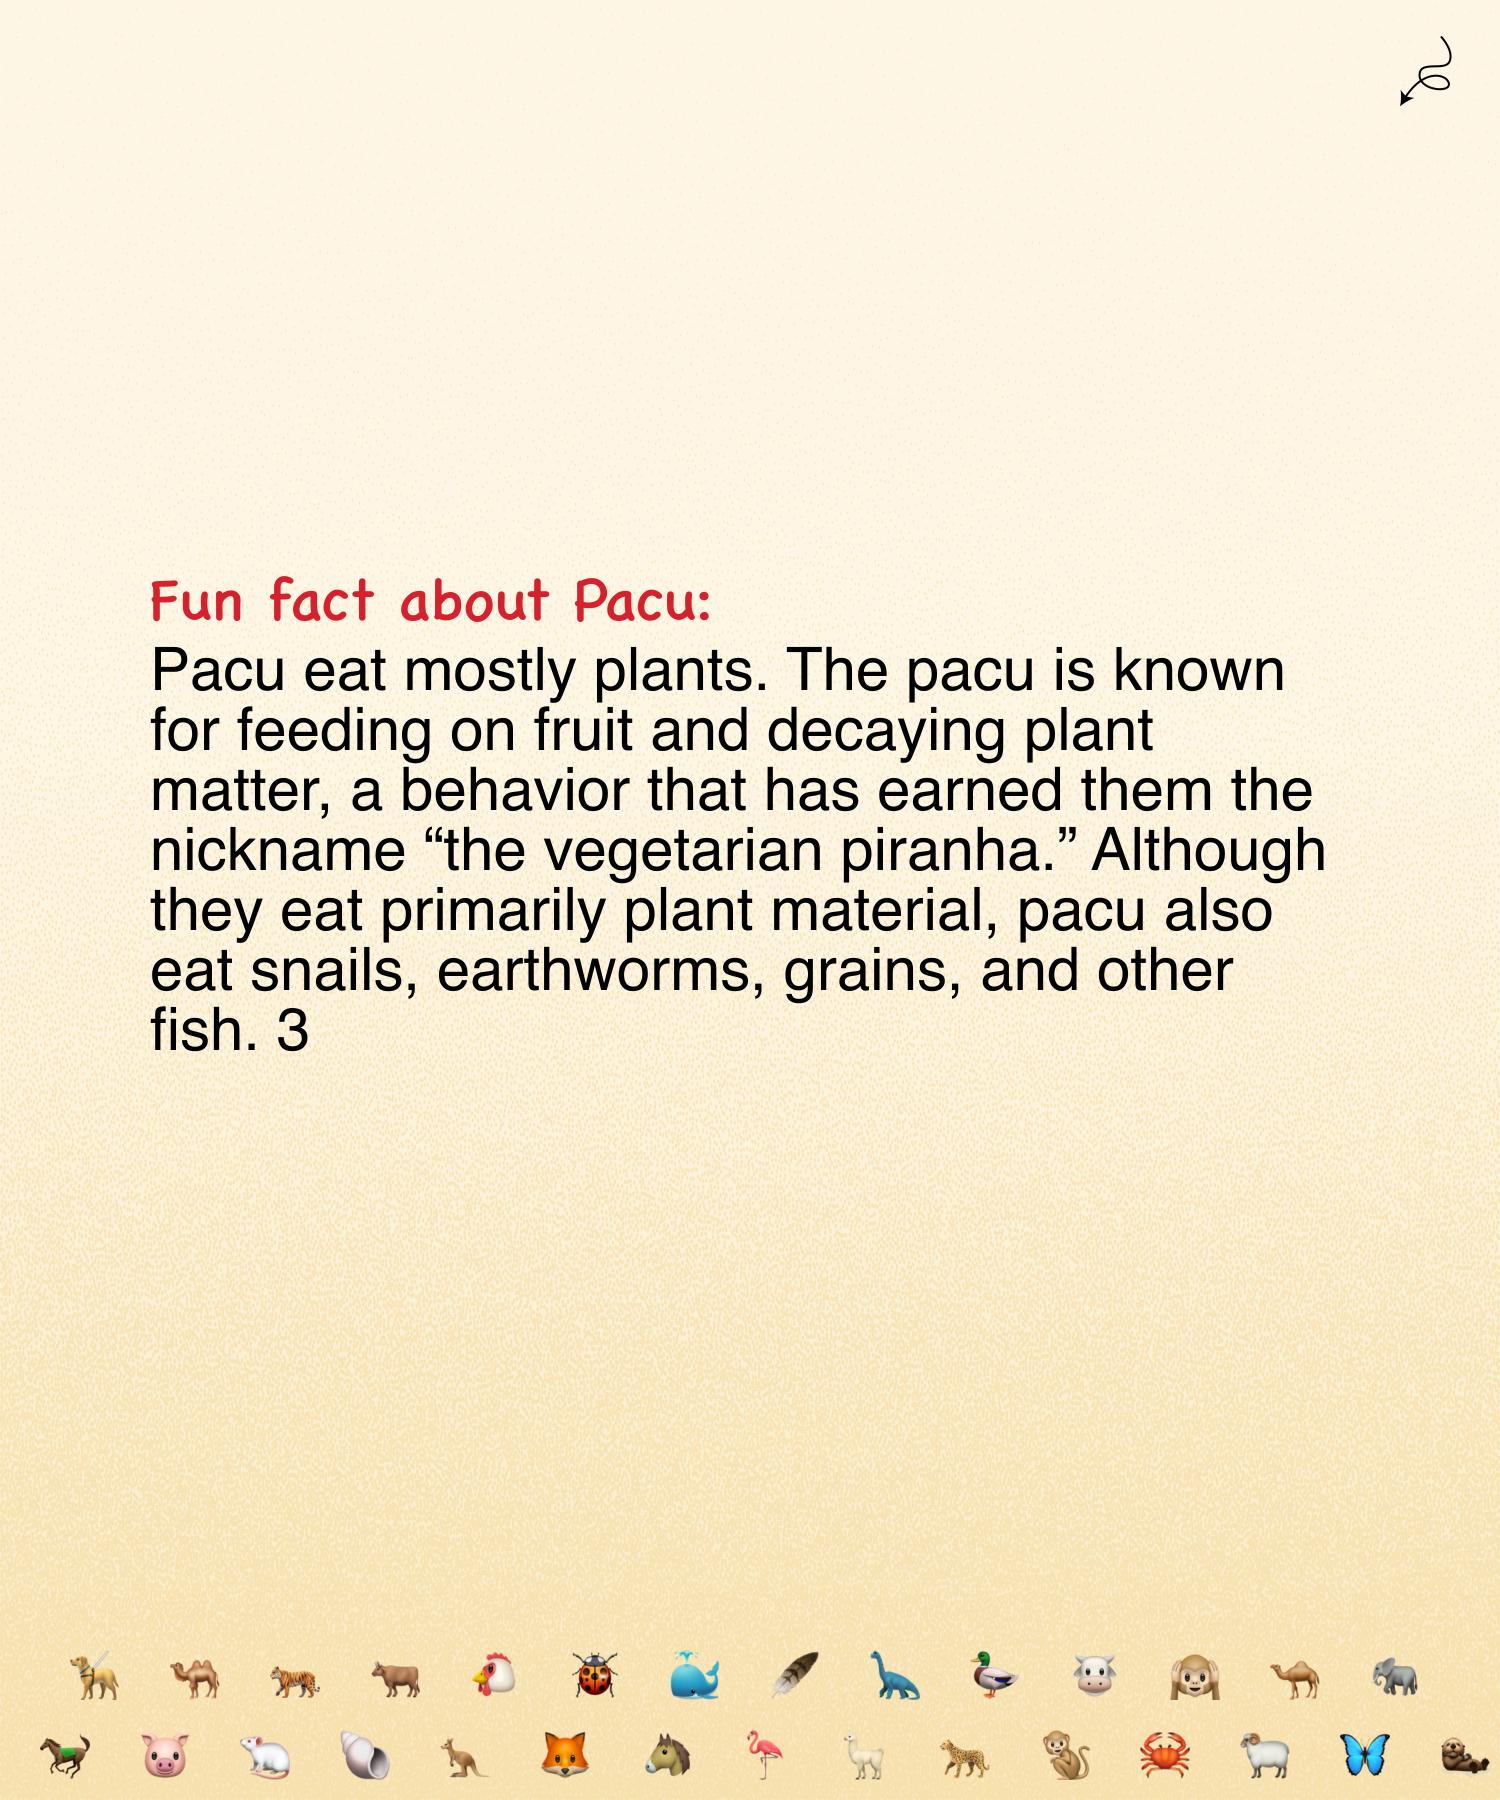 Fun fact about Pacu:
Pacu eat mostly plants. The pacu is known
for feeding on fruit and decaying plant
matter, a behavior that has earned them the
nickname “the vegetarian piranha.” Although
they eat primarily plant material, pacu also
eat snails, earthworms, grains, and other
fish. 3